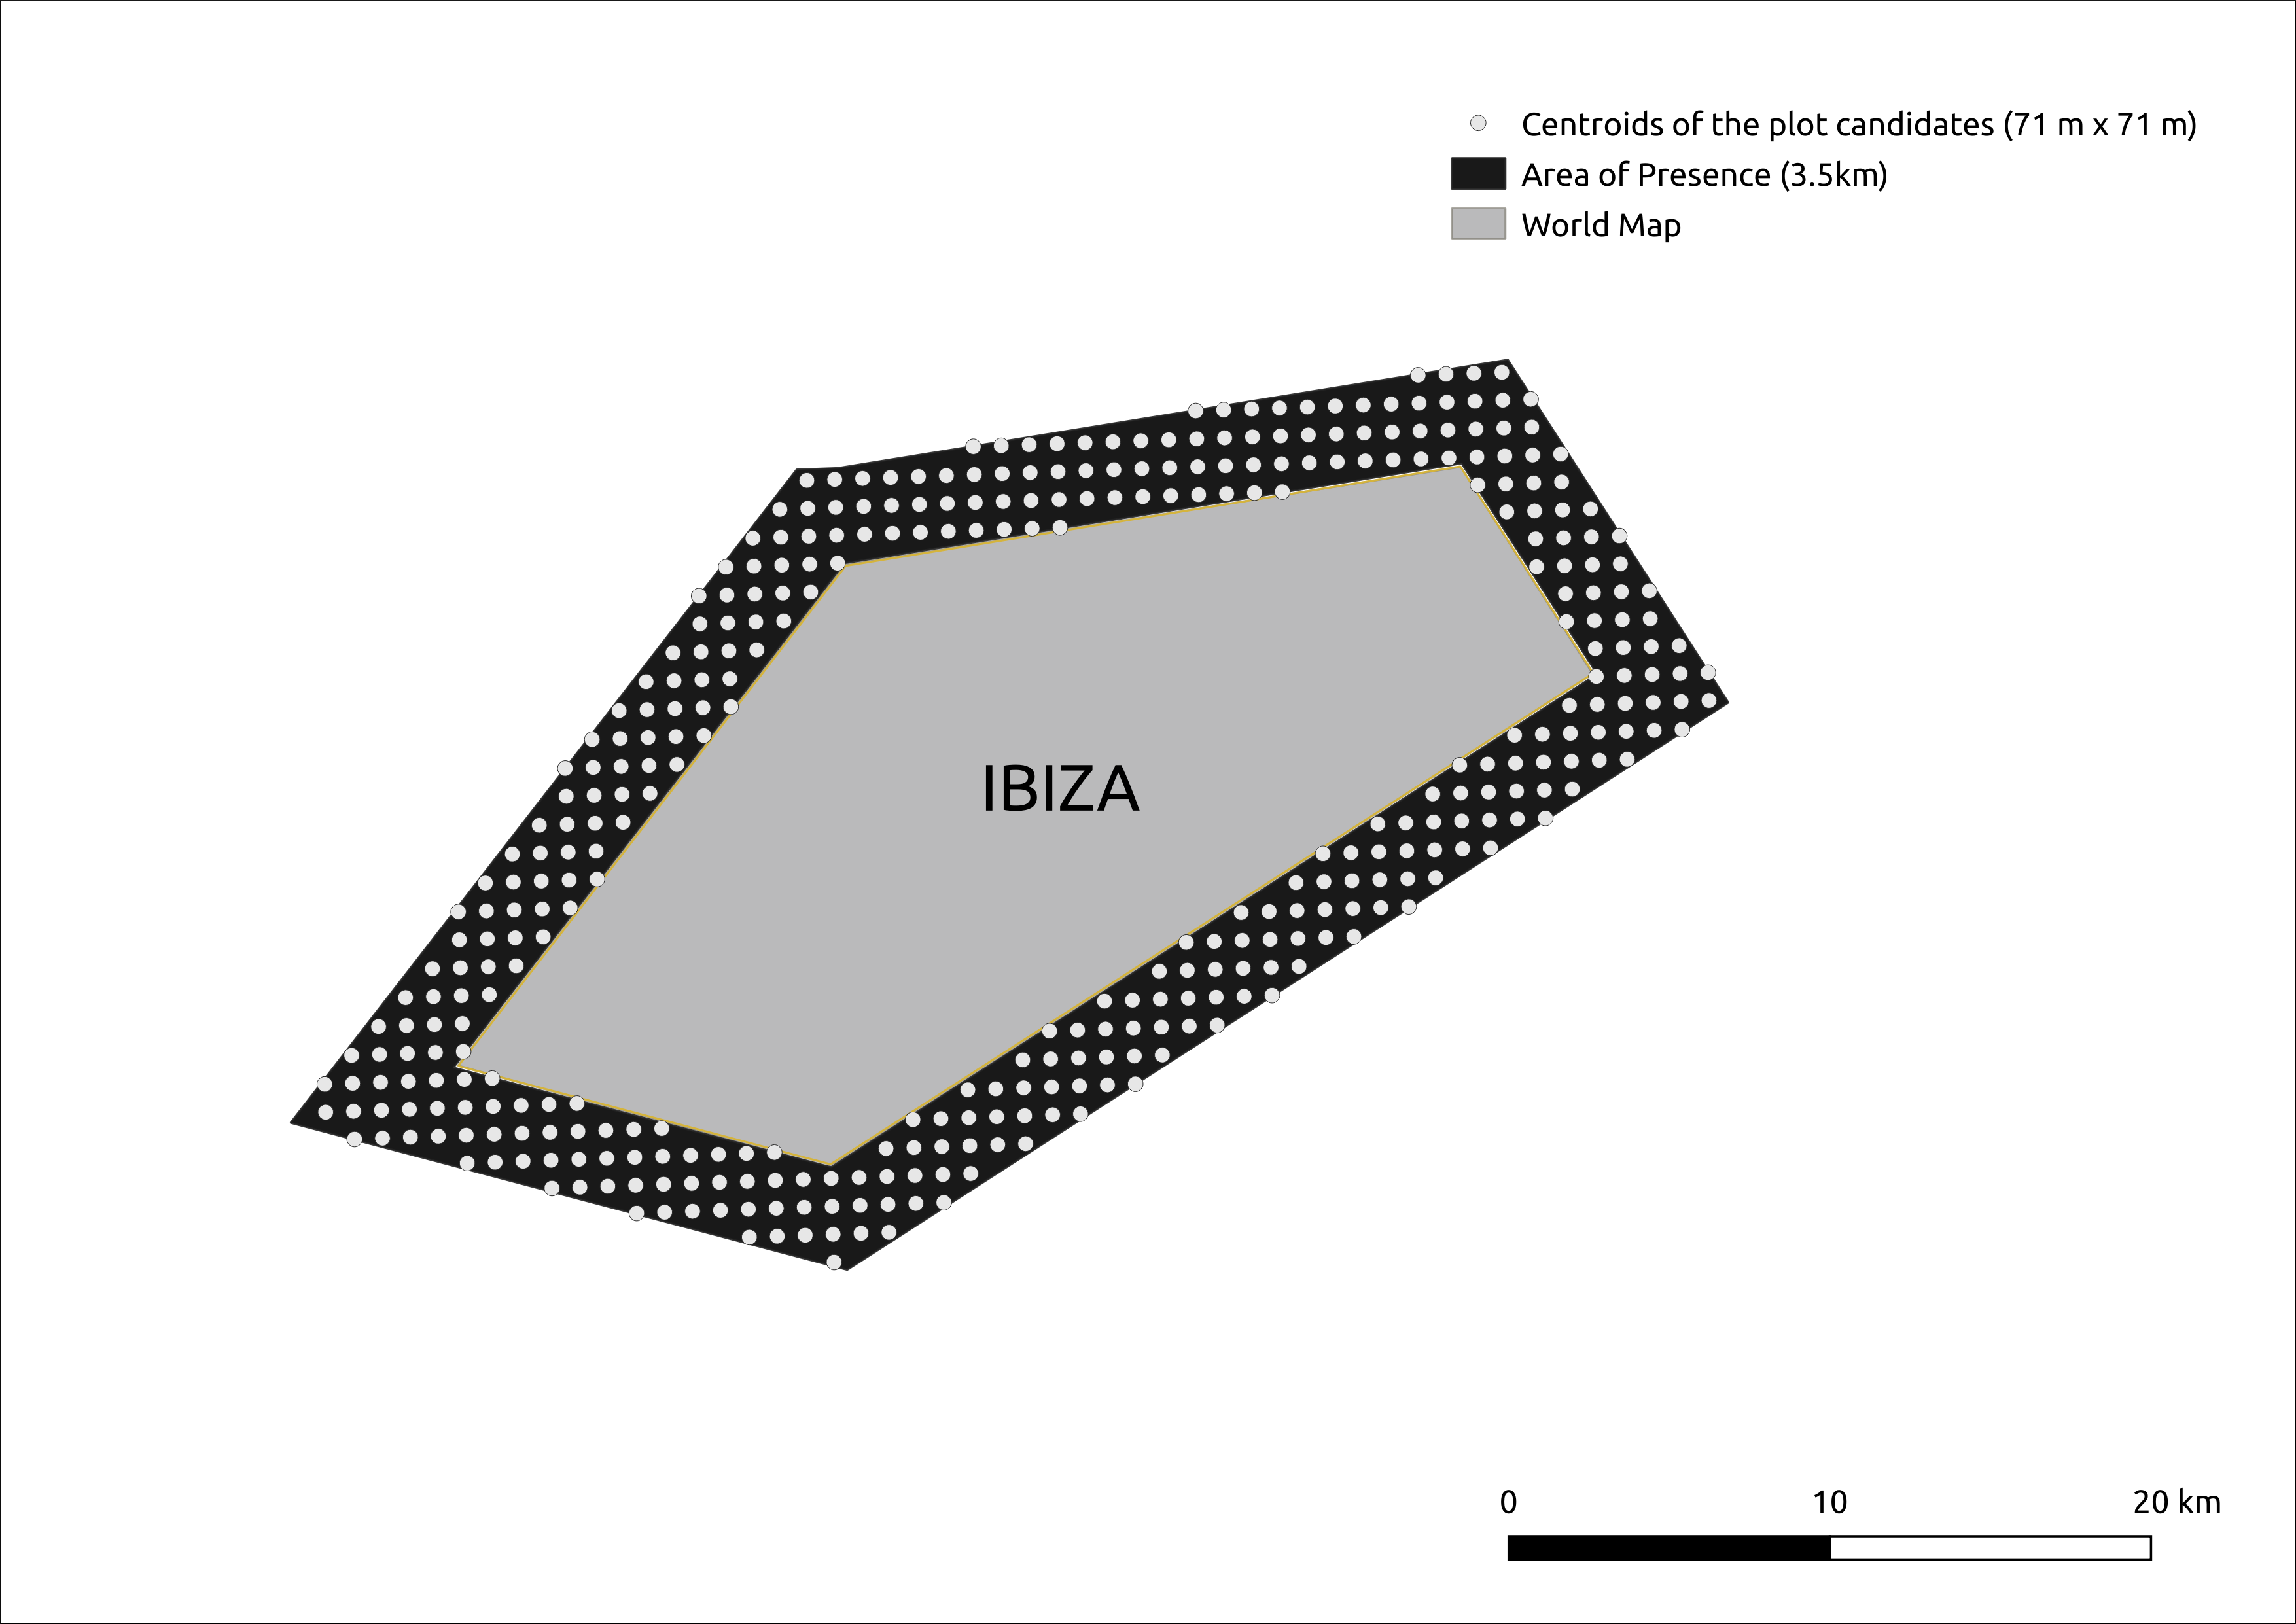 Centroids of the plot candidates (71 m x 71 m)
Area of Presence (3.5km)
World Map
IBIZA
0 10 20 km